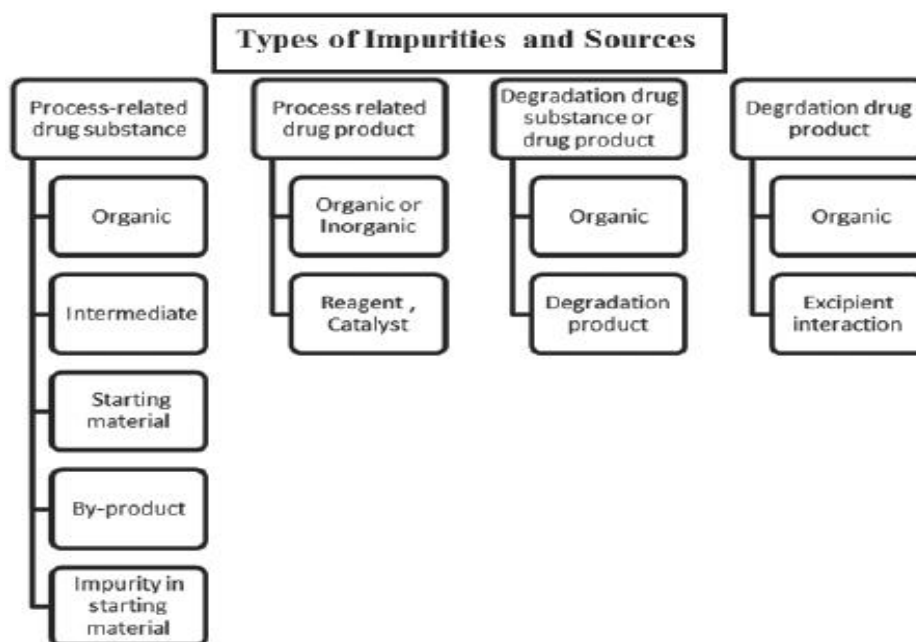 Types of Impurities and Sources
Process-related
drug substance
Organic
Intermediate
Starting
material
By-product
Impurity in
starting
material
Process related
drug product
Organic or
Inorganic
Reagent ,
Catalyst
Degradation drug
substance or
drug product
Organic
Degradation
product
Degrdation drug
product
Organic
Excipient
interaction